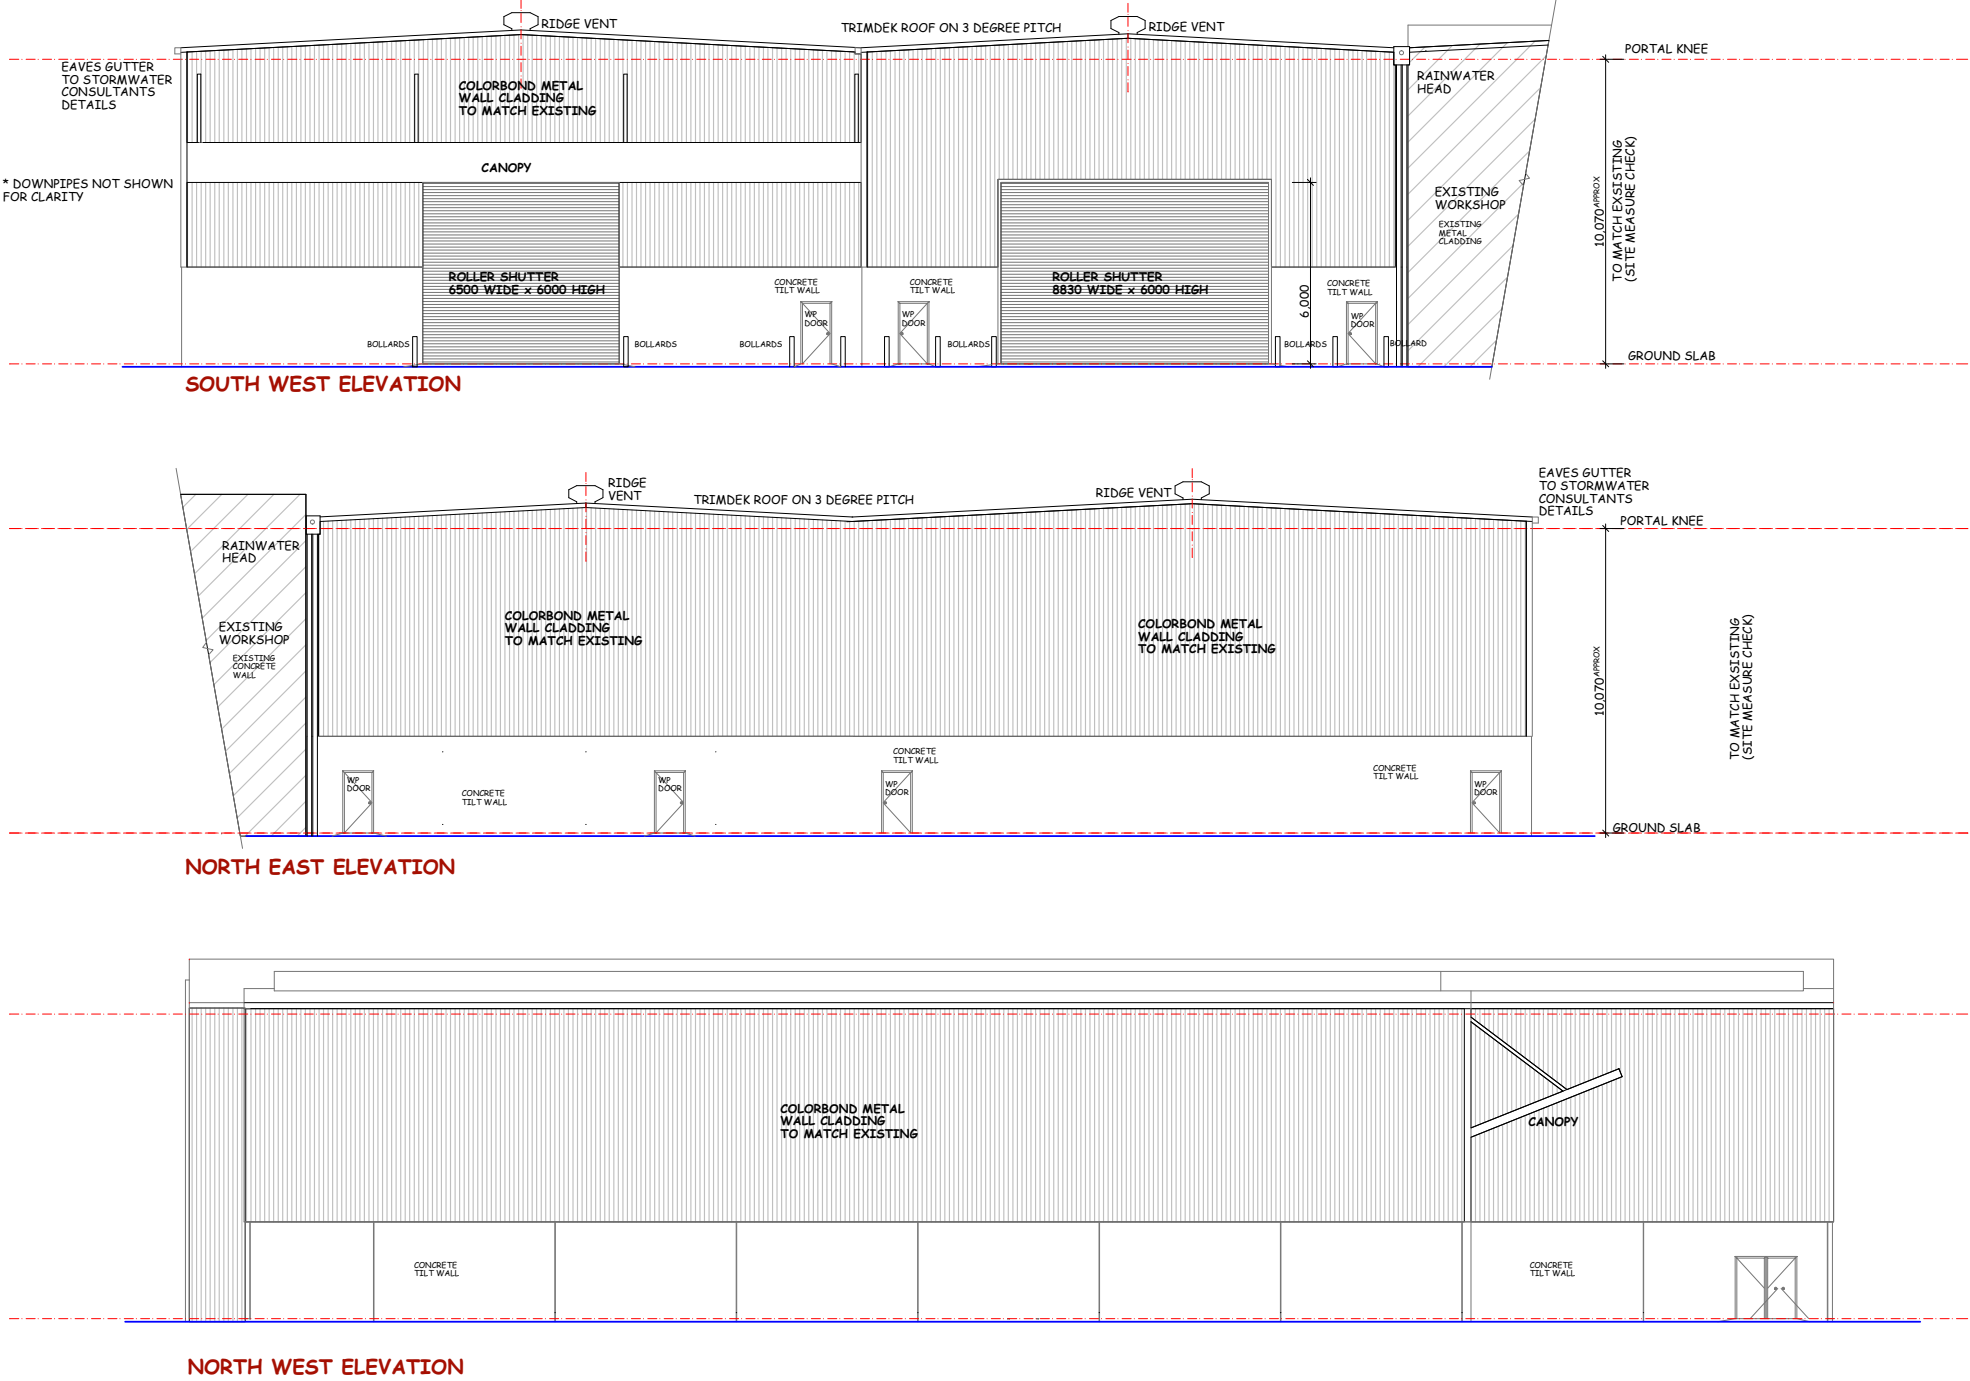 RIDGE VENT
TRIMDEK ROOF ON 3 DEGREE PITCH
RIDGE VENT
PORTAL KNEE
EAVES GUTTER
TO STORMWATER
CONSULTANTS
DETAILS
COLORBOND METAL
WALL CLADDING
TO MATCH EXISTING
RAINWATER
HEAD
* DOWNPIPES NOT SHOWN
FOR CLARITY
CANOPY
EXISTING
WORKSHOP
EXISTING
METAL
CLADDING
10,070 APPROX
TO MATCH EXSISTING
(SITE MEASURE CHECK)
ROLLER SHUTTER
6500 WIDE x 6000 HIGH
CONCRETE
TILT WALL
CONCRETE
TILT WALL
ROLLER SHUTTER
8830 WIDE x 6000 HIGH
6,000
CONCRETE
TILT WALL
WP
DOOR
WP
DOOR
WP
DOOR
BOLLARDS
BOLLARDS
BOLLARDS
BOLLARDS
BOLLARDS
BOLLARD
GROUND SLAB
SOUTH WEST ELEVATION
RIDGE
VENT
TRIMDEK ROOF ON 3 DEGREE PITCH
RIDGE VENT
EAVES GUTTER
TO STORMWATER
CONSULTANTS
DETAILS
PORTAL KNEE
RAINWATER
HEAD
EXISTING
WORKSHOP
EXISTING
CONCRETE
WALL
COLORBOND METAL
WALL CLADDING
TO MATCH EXISTING
COLORBOND METAL
WALL CLADDING
TO MATCH EXISTING
10,070 APPROX
TO MATCH EXSISTING
(SITE MEASURE CHECK)
CONCRETE
TILT WALL
CONCRETE
TILT WALL
CONCRETE
TILT WALL
WP
DOOR
WP
DOOR
WP
DOOR
WP
DOOR
GROUND SLAB
NORTH EAST ELEVATION
COLORBOND METAL
WALL CLADDING
TO MATCH EXISTING
CANOPY
CONCRETE
TILT WALL
CONCRETE
TILT WALL
NORTH WEST ELEVATION